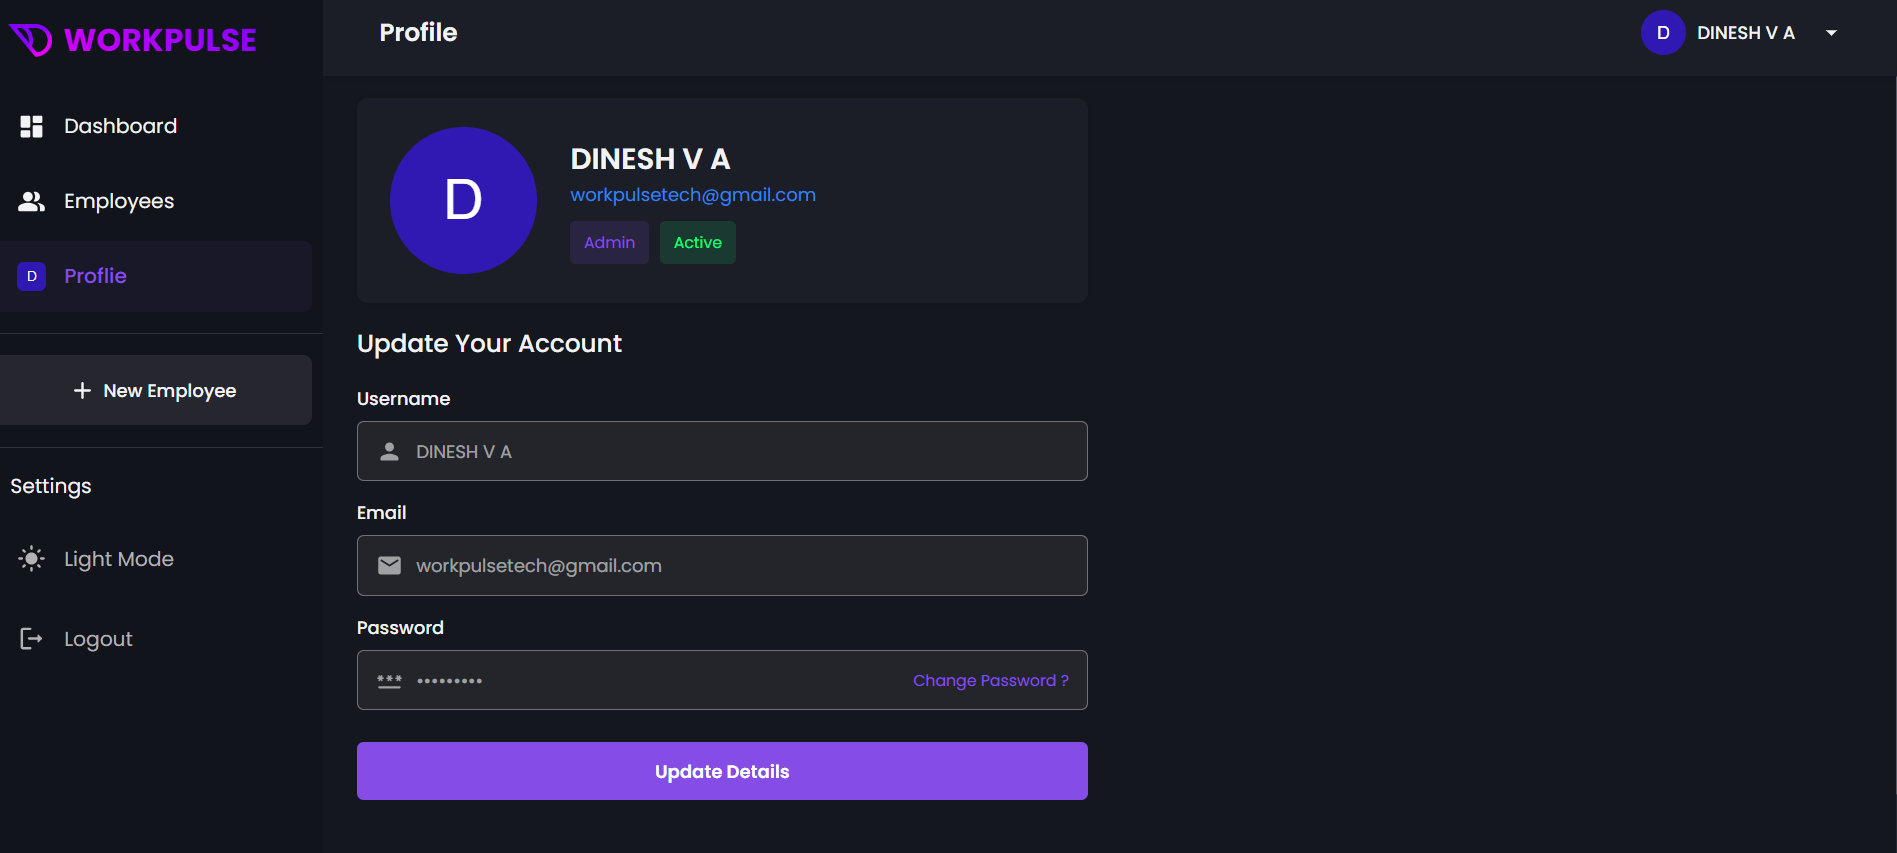 WORKPULSE
Dashboard
Employees
D Proflie
+ New Employee
Settings
Light Mode
Logout
Profile
D DINESH V A
D
DINESH V A
workpulsetech@gmail.com
Admin Active
Update Your Account
Username
DINESH V A
Email
workpulsetech@gmail.com
Password
*** ••••••••• Change Password ?
Update Details